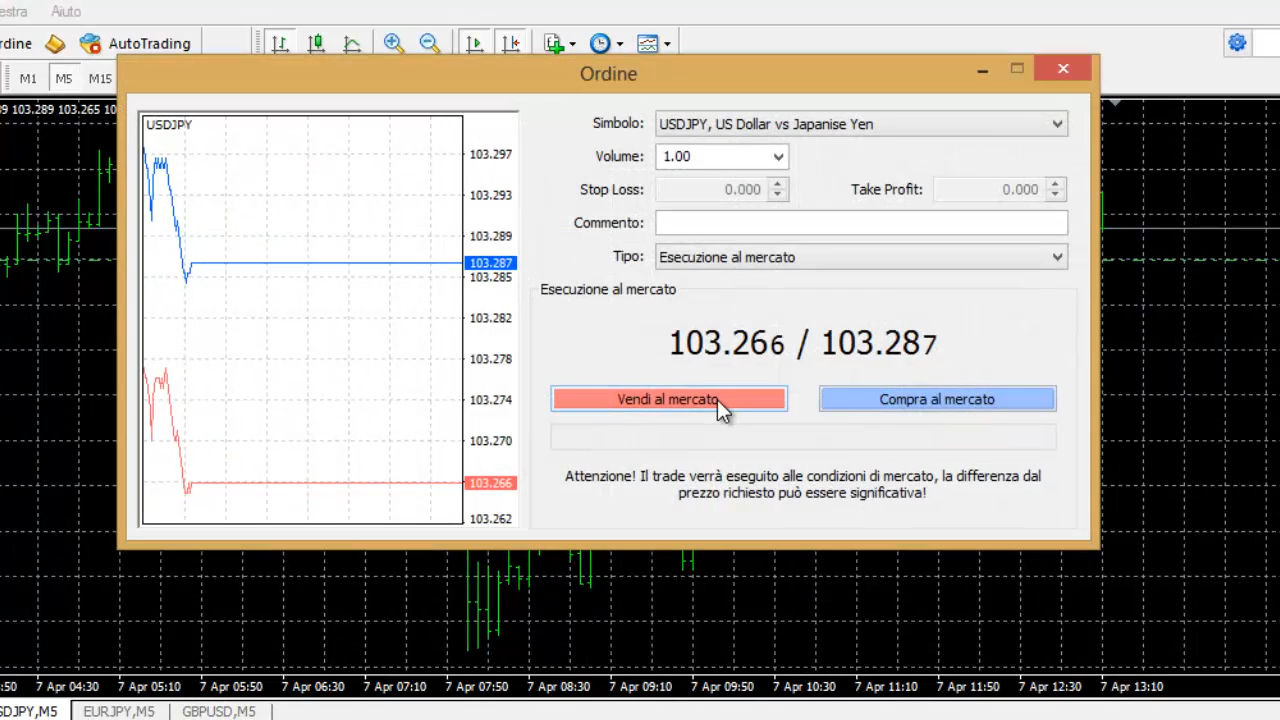 estra Aiuto
rdine AutoTrading
M1 M5 M15
Ordine
103.289 103.265 10
USDJPY
103.297
103.293
103.289
103.287
103.285
103.282
103.278
103.274
103.270
103.266
103.262
Simbolo: USDJPY, US Dollar vs Japanise Yen
Volume: 1.00
Stop Loss: 0.000 Take Profit: 0.000
Commento:
Tipo: Esecuzione al mercato
Esecuzione al mercato
103.266 / 103.287
Vendi al mercato Compra al mercato
Attenzione! Il trade verrà eseguito alle condizioni di mercato, la differenza dal
prezzo richiesto può essere significativa!
:50 7 Apr 04:30 7 Apr 05:10 7 Apr 05:50 7 Apr 06:30 7 Apr 07:10 7 Apr 07:50 7 Apr 08:30 7 Apr 09:10 7 Apr 09:50 7 Apr 10:30 7 Apr 11:10 7 Apr 11:50 7 Apr 12:30 7 Apr 13:10
SDJPY,M5 EURJPY,M5 GBPUSD,M5